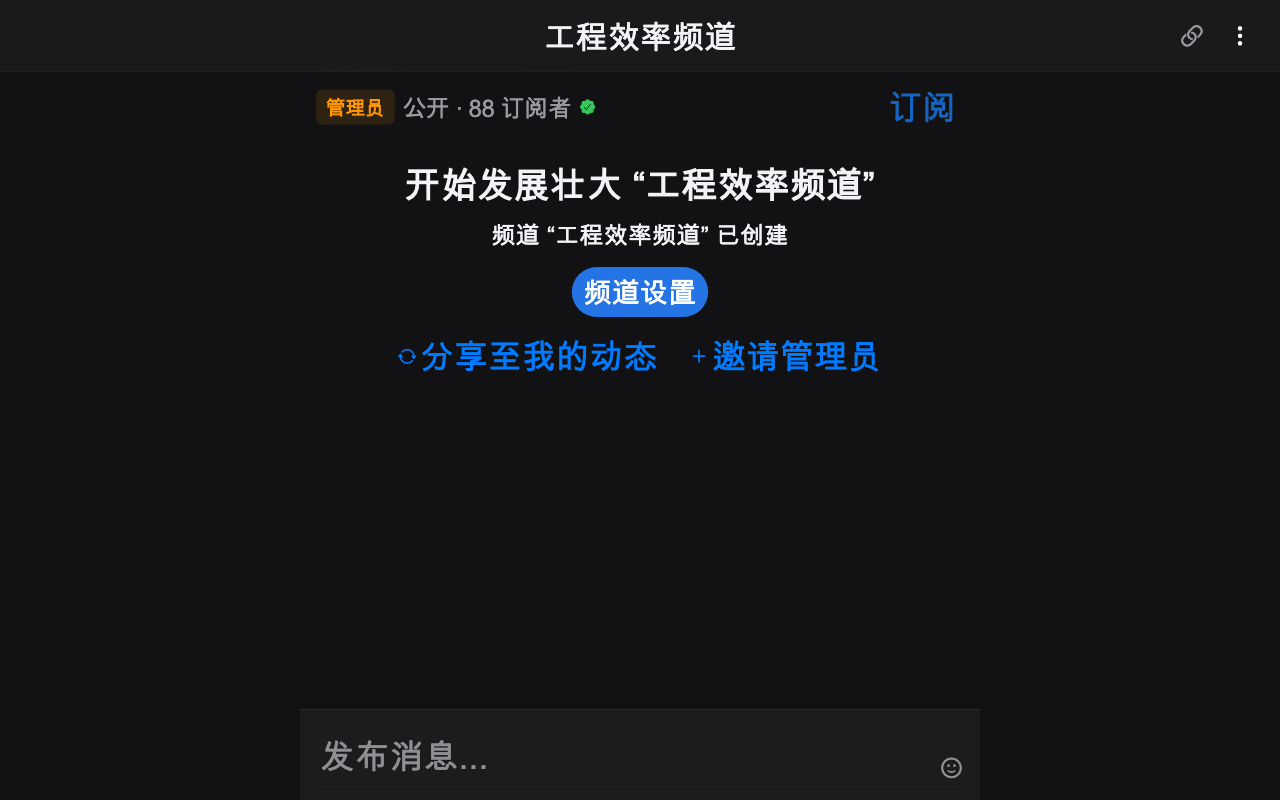 工程效率频道
管理员 公开 · 88 订阅者 订阅
开始发展壮大 “工程效率频道”
频道 “工程效率频道” 已创建
频道设置
分享至我的动态 + 邀请管理员
发布消息...